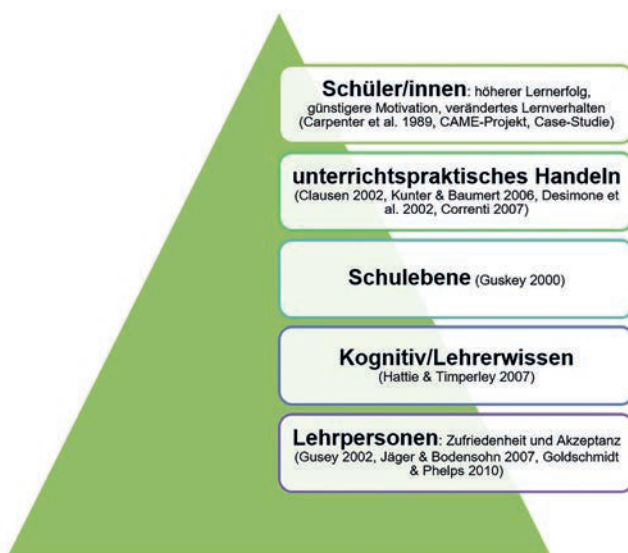 Schüler/innen: höherer Lernerfolg,
günstigere Motivation, verändertes Lernverhalten
(Carpenter et al. 1989, CAME-Projekt, Case-Studie)
unterrichtspraktisches Handeln
(Clausen 2002, Kunter & Baumert 2006, Desimone et
al. 2002, Correnti 2007)
Schulebene (Guskey 2000)
Kognitiv/Lehrerwissen
(Hattie & Timperley 2007)
Lehrpersonen: Zufriedenheit und Akzeptanz
(Gusey 2002, Jäger & Bodensohn 2007, Goldschmidt
& Phelps 2010)